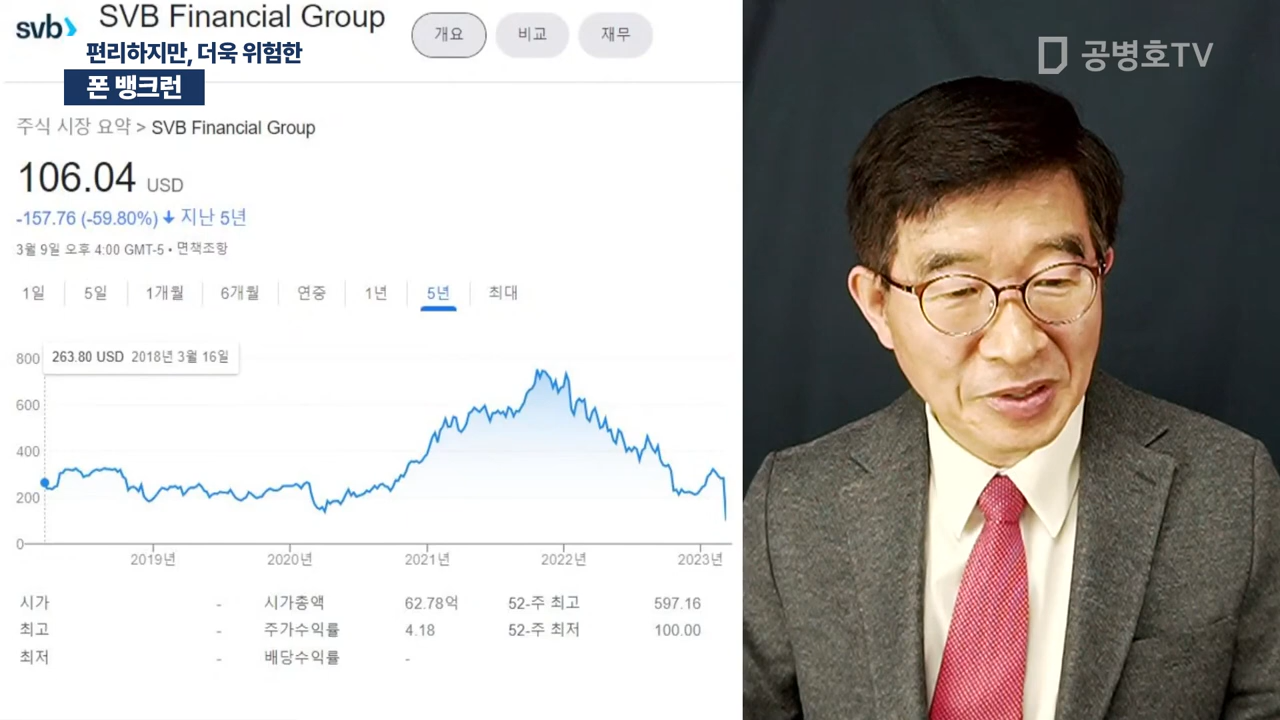 svb
SVB Financial Group
개요
비교
재무
편리하지만, 더욱 위험한
폰 뱅크런
공병호TV
주식 시장 요약 > SVB Financial Group
106.04 USD
-157.76 (-59.80%) ↓ 지난 5년
3월 9일 오후 4:00 GMT-5 • 면책조항
1일 5일 1개월 6개월 연중 1년 5년 최대
263.80 USD 2018년 3월 16일
800
600
400
200
0
2019년 2020년 2021년 2022년 2023년
시가 - 시가총액 62.78억 52-주 최고 597.16
최고 - 주가수익률 4.18 52-주 최저 100.00
최저 - 배당수익률 -